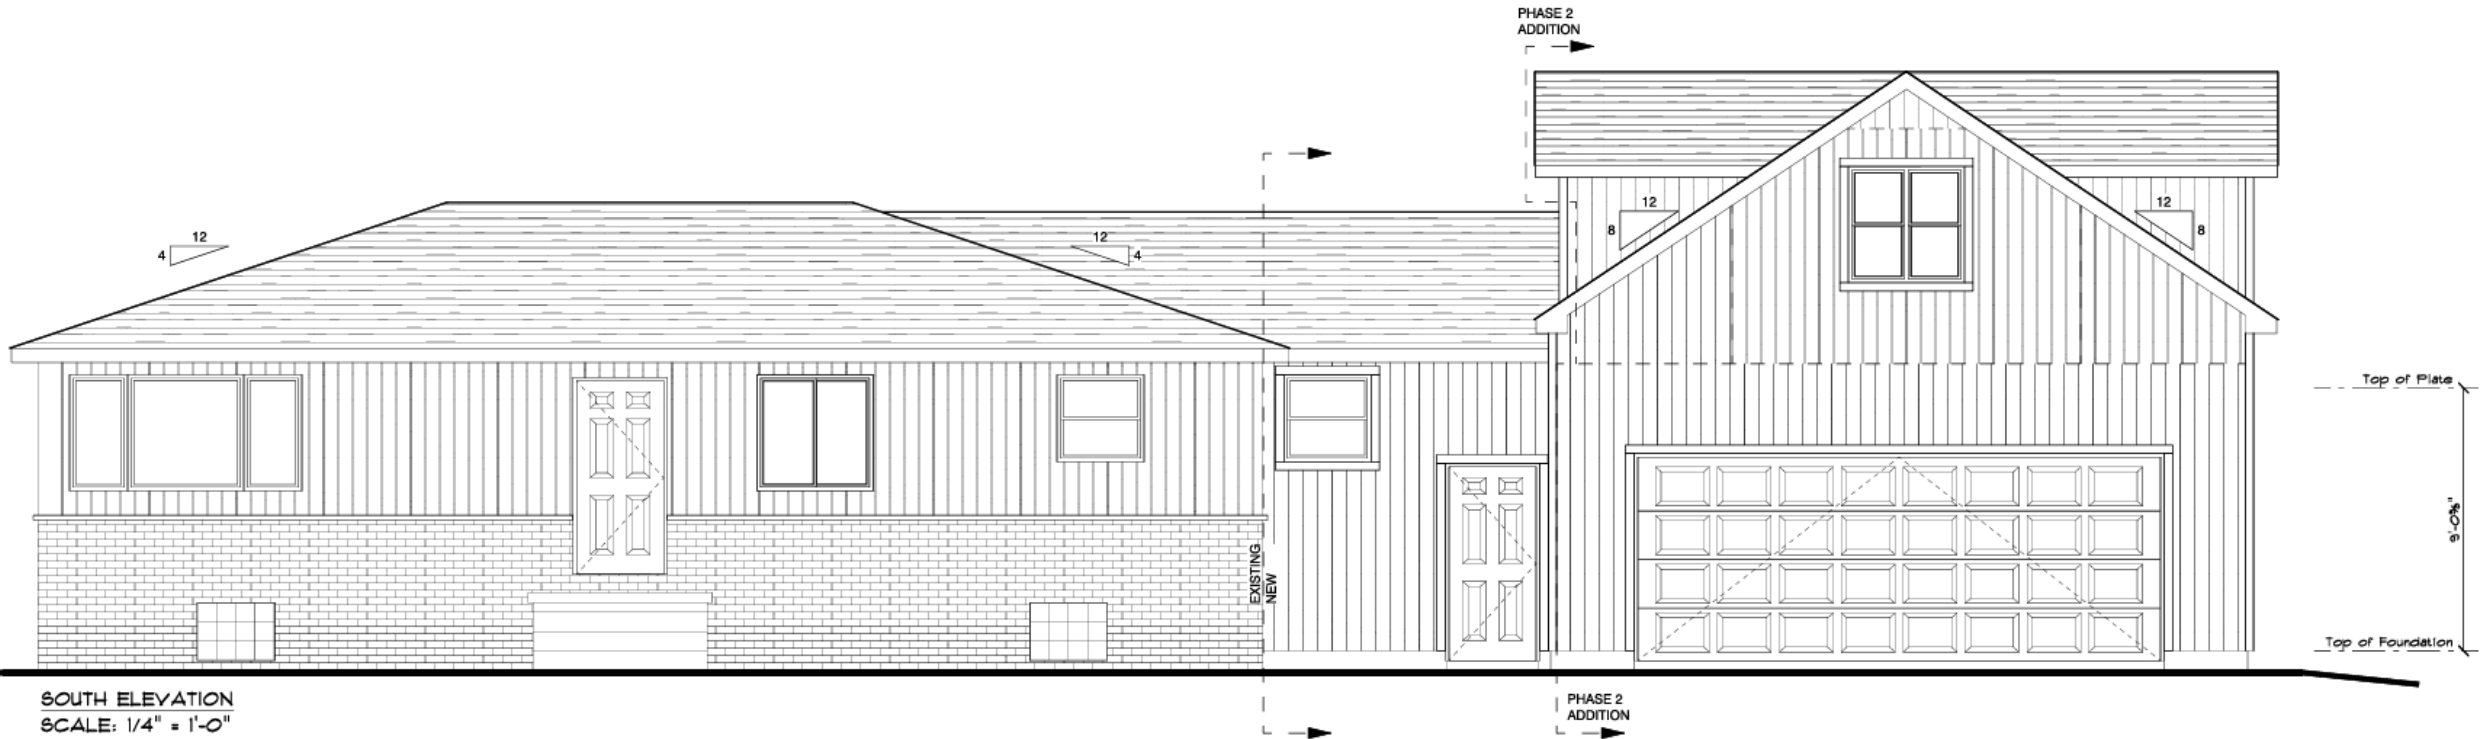 PHASE 2
ADDITION
12
4
12
4
12
8
12
8
Top of Plate
9'-0⅜"
Top of Foundation
EXISTING
NEW
SOUTH ELEVATION
SCALE: 1/4" = 1'-0"
PHASE 2
ADDITION